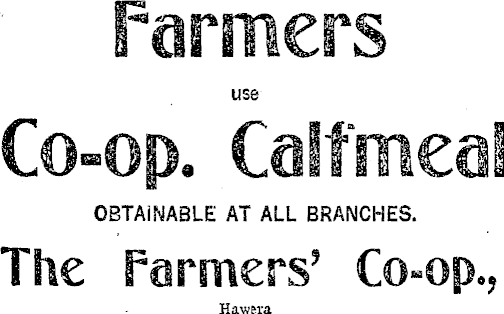 Farmers
use
Co-op. Calfmeal
OBTAINABLE AT ALL BRANCHES.
The Farmers' Co-op.,
Hawera